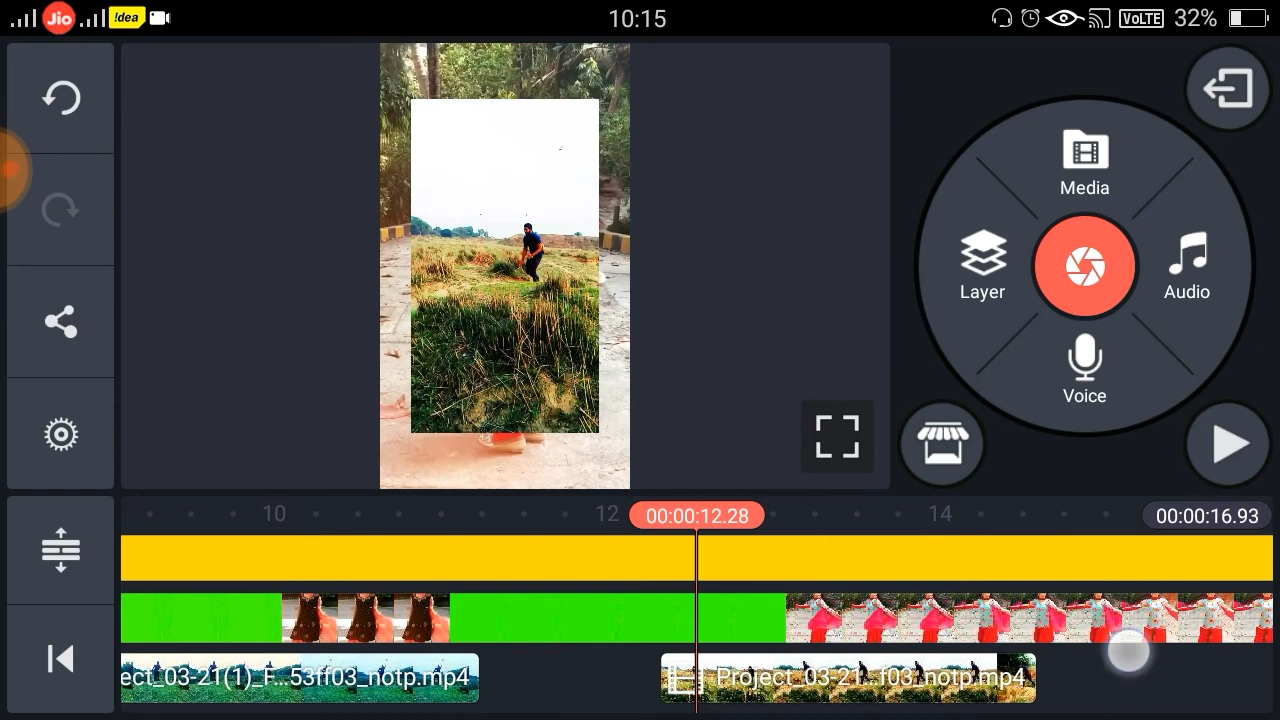 Jio !dea 10:15 VoLTE 32%
Media
Layer
Audio
Voice
10 12 00:00:12.28 14 00:00:16.93
ect_03-21(1)_F...53ff03_notp.mp4 Project_03-21...f03_notp.mp4